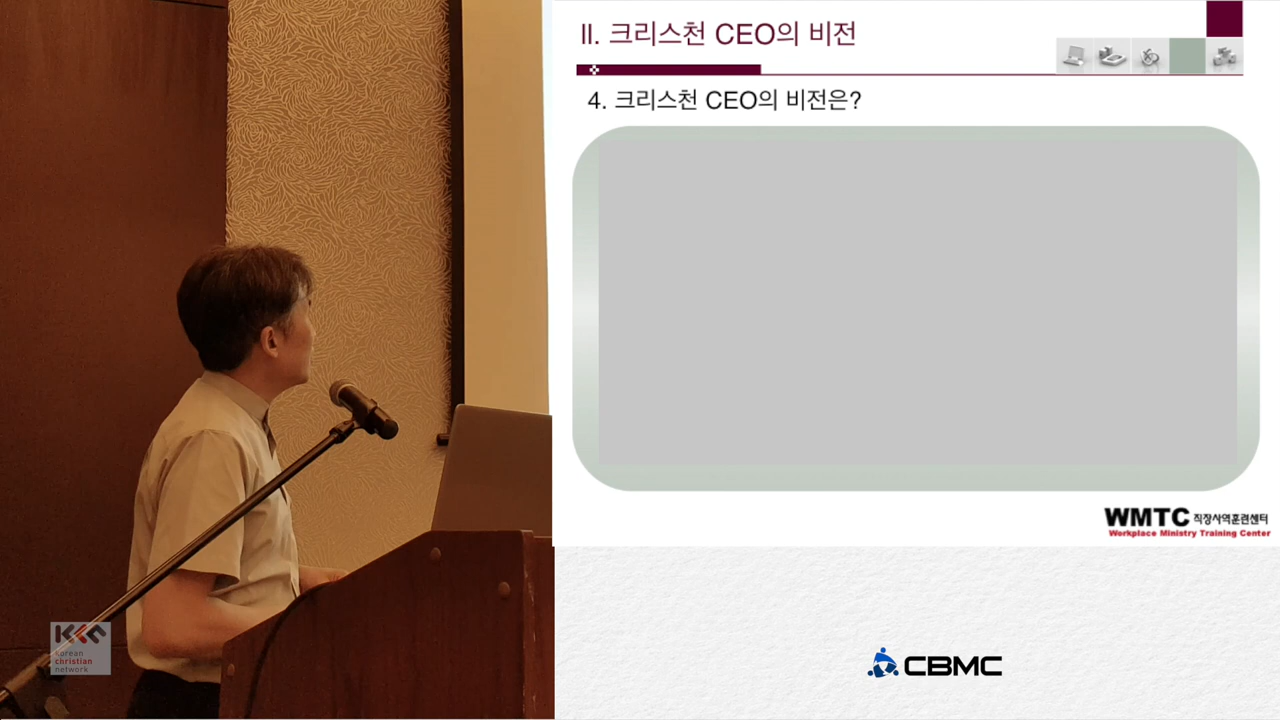 II. 크리스천 CEO의 비전
4. 크리스천 CEO의 비전은?
WMTC 직장사역훈련센터
Workplace Ministry Training Center
KCN
korean
christian
network
CBMC